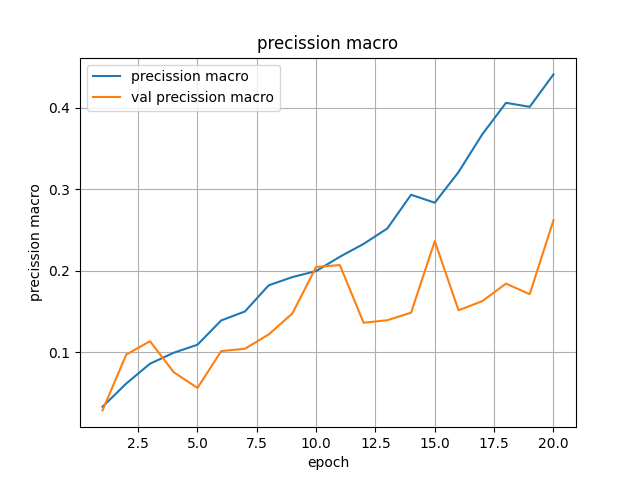 precission macro
precission macro
val precission macro
precission macro
0.4
0.3
0.2
0.1
2.5 5.0 7.5 10.0 12.5 15.0 17.5 20.0
epoch